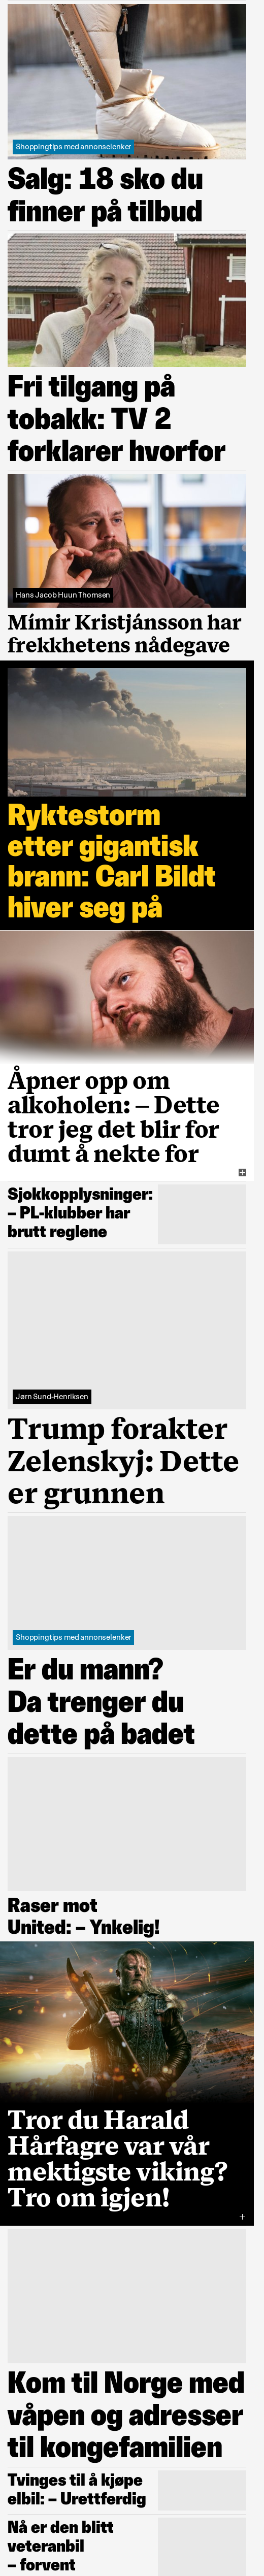 Shoppingtips med annonselenker
Salg: 18 sko du
finner på tilbud
Fri tilgang på
tobakk: TV 2
forklarer hvorfor
Hans Jacob Huun Thomsen
Mímir Kristjánsson har
frekkhetens nådegave
Ryktestorm
etter gigantisk
brann: Carl Bildt
hiver seg på
Åpner opp om
alkoholen: – Dette
tror jeg det blir for
dumt å nekte for
Sjokkopplysninger:
– PL-klubber har
brutt reglene
Jørn Sund-Henriksen
Trump forakter
Zelenskyj: Dette
er grunnen
Shoppingtips med annonselenker
Er du mann?
Da trenger du
dette på badet
Raser mot
United: – Ynkelig!
Tror du Harald
Hårfagre var vår
mektigste viking?
Tro om igjen!
Kom til Norge med
våpen og adresser
til kongefamilien
Tvinges til å kjøpe
elbil: – Urettferdig
Nå er den blitt
veteranbil
– forvent